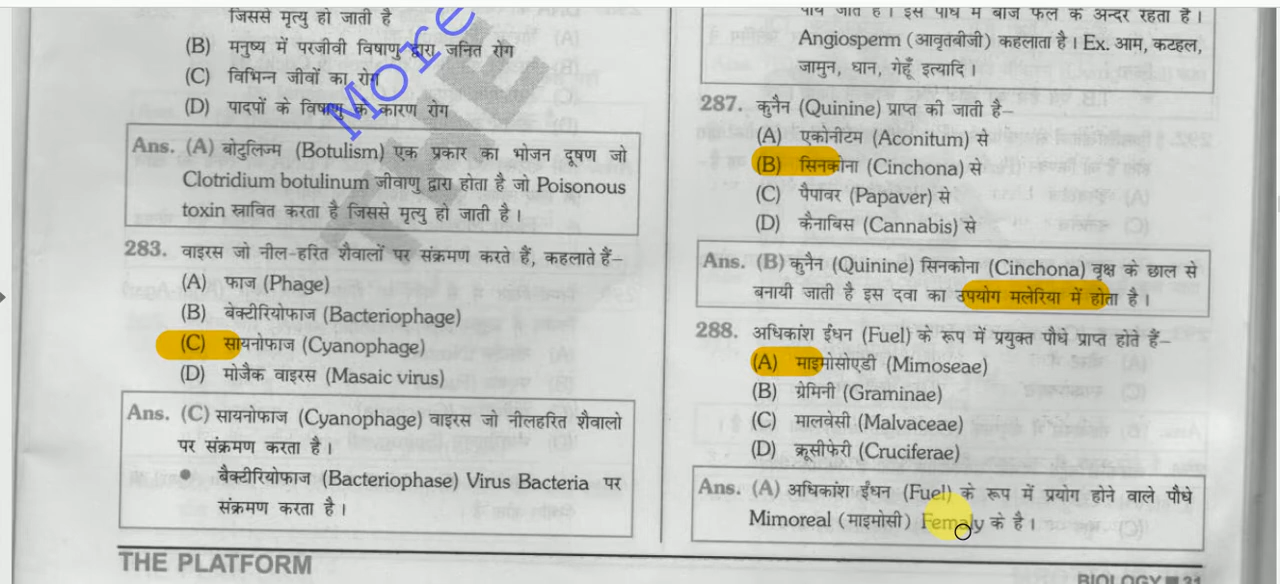 जिससे मृत्यु हो जाती है
(B) मनुष्य में परजीवी विषाणु द्वारा जनित रोग
(C) विभिन्न जीवों का रोग
(D) पादपों के विषाणु के कारण रोग
Ans. (A) बोटुलिज्म (Botulism) एक प्रकार का भोजन दूषण जो
Clotridium botulinum जीवाणु द्वारा होता है जो Poisonous
toxin स्रावित करता है जिससे मृत्यु हो जाती है।
283. वाइरस जो नील-हरित शैवालों पर संक्रमण करते हैं, कहलाते हैं–
(A) फाज (Phage)
(B) बेक्टीरियोफाज (Bacteriophage)
(C) सायनोफाज (Cyanophage)
(D) मोजैक वाइरस (Masaic virus)
Ans. (C) सायनोफाज (Cyanophage) वाइरस जो नीलहरित शैवालो
पर संक्रमण करता है।
● बैक्टीरियोफाज (Bacteriophase) Virus Bacteria पर
संक्रमण करता है।
THE PLATFORM
More
पाये जाते हैं। इस पौधे में बीज फल के अन्दर रहता है।
Angiosperm (आवृतबीजी) कहलाता है। Ex. आम, कटहल,
जामुन, धान, गेहूँ इत्यादि।
287. कुनैन (Quinine) प्राप्त की जाती है–
(A) एकोनीटम (Aconitum) से
(B) सिनकोना (Cinchona) से
(C) पैपावर (Papaver) से
(D) कैनाबिस (Cannabis) से
Ans. (B) कुनैन (Quinine) सिनकोना (Cinchona) वृक्ष के छाल से
बनायी जाती है इस दवा का उपयोग मलेरिया में होता है।
288. अधिकांश ईंधन (Fuel) के रूप में प्रयुक्त पौधे प्राप्त होते हैं–
(A) माइमोसोएडी (Mimoseae)
(B) ग्रेमिनी (Graminae)
(C) मालवेसी (Malvaceae)
(D) क्रूसीफेरी (Cruciferae)
Ans. (A) अधिकांश ईंधन (Fuel) के रूप में प्रयोग होने वाले पौधे
Mimoreal (माइमोसी) Femaly के है।
BIOLOGY ■ 31